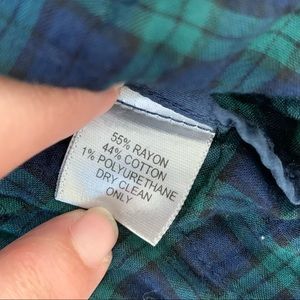 55% RAYON
44% COTTON
1% POLYURETHANE
DRY CLEAN
ONLY